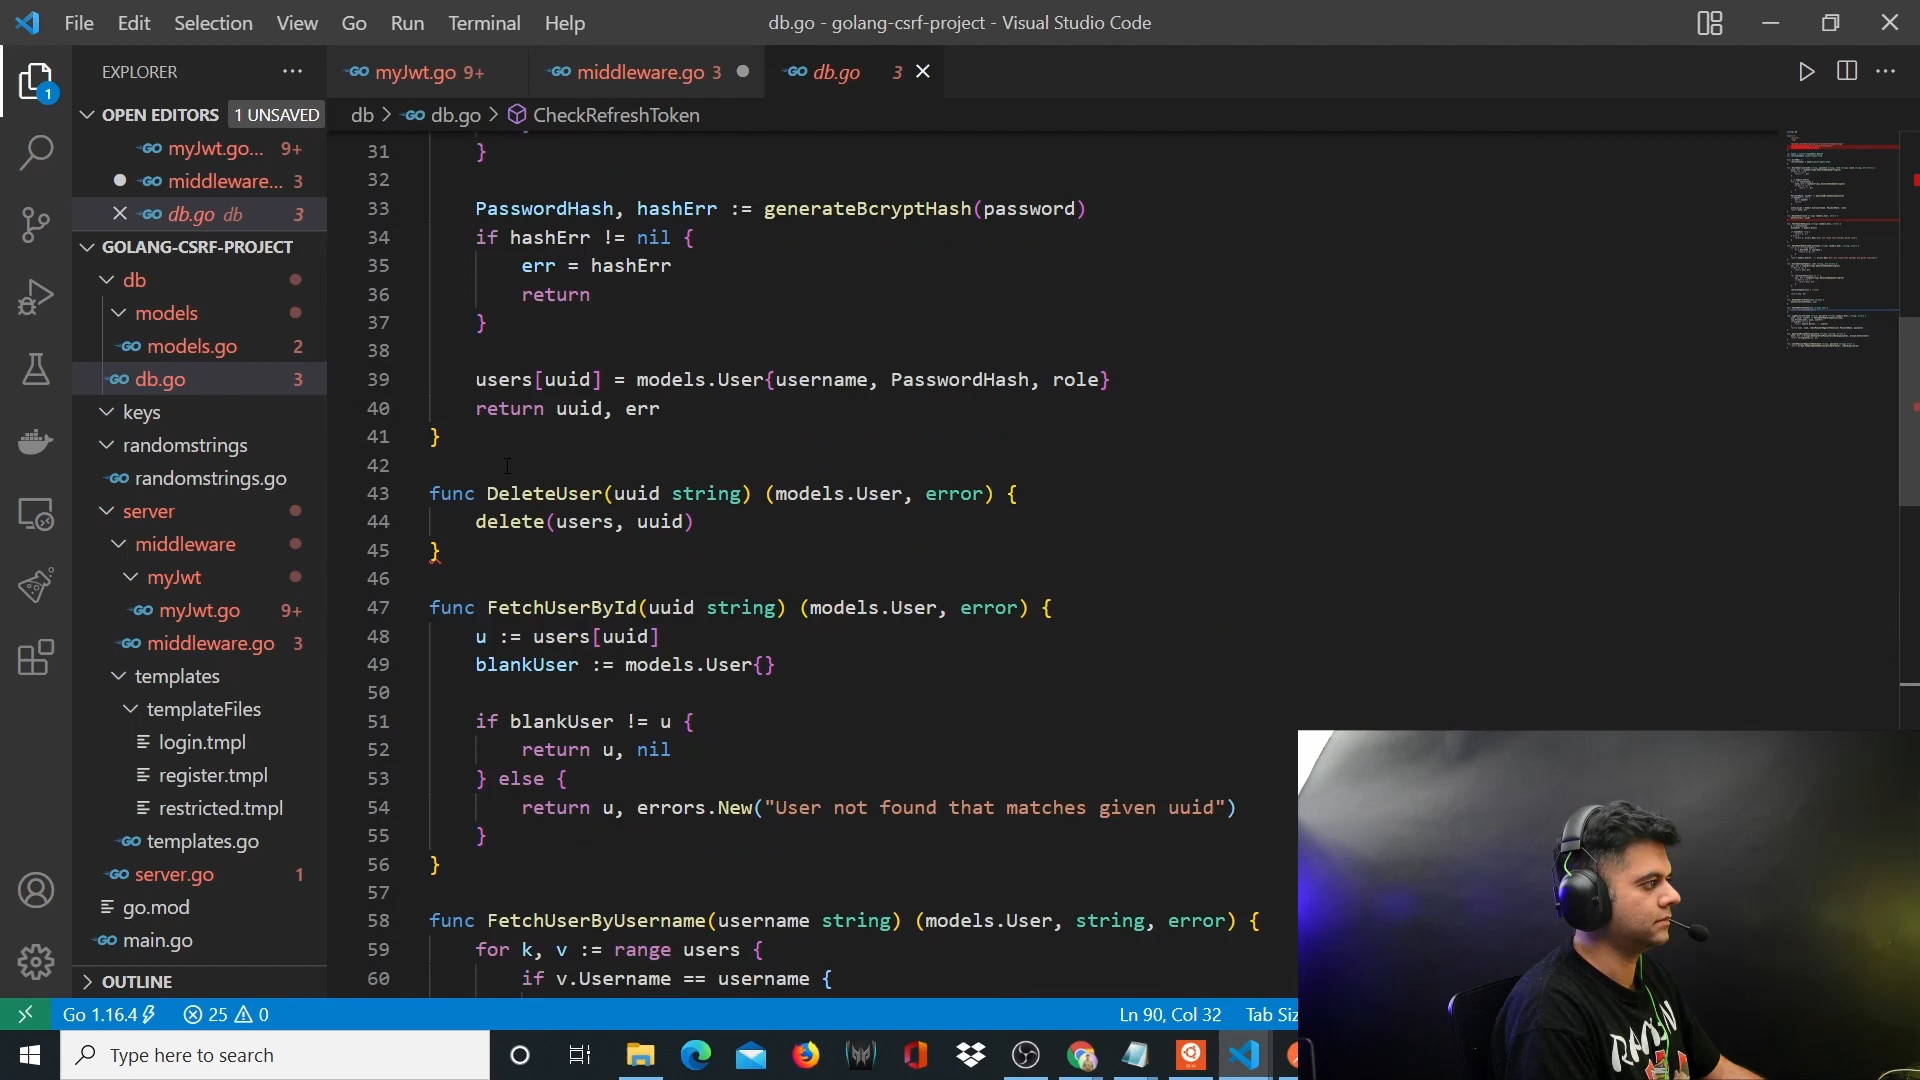 File Edit Selection View Go Run Terminal Help
db.go - golang-csrf-project - Visual Studio Code
EXPLORER
myJwt.go 9+ middleware.go 3 db.go 3
OPEN EDITORS 1 UNSAVED
db > db.go > CheckRefreshToken
myJwt.go... 9+
middleware... 3
db.go db 3
GOLANG-CSRF-PROJECT
db
models
models.go 2
db.go 3
keys
randomstrings
randomstrings.go
server
middleware
myJwt
myJwt.go 9+
middleware.go 3
templates
templateFiles
login.tmpl
register.tmpl
restricted.tmpl
templates.go
server.go 1
go.mod
main.go
OUTLINE
31 }
32
33 PasswordHash, hashErr := generateBcryptHash(password)
34 if hashErr != nil {
35 err = hashErr
36 return
37 }
38
39 users[uuid] = models.User{username, PasswordHash, role}
40 return uuid, err
41 }
42
43 func DeleteUser(uuid string) (models.User, error) {
44 delete(users, uuid)
45 }
46
47 func FetchUserById(uuid string) (models.User, error) {
48 u := users[uuid]
49 blankUser := models.User{}
50
51 if blankUser != u {
52 return u, nil
53 } else {
54 return u, errors.New("User not found that matches given uuid")
55 }
56 }
57
58 func FetchUserByUsername(username string) (models.User, string, error) {
59 for k, v := range users {
60 if v.Username == username {
Go 1.16.4 25 0 Ln 90, Col 32 Tab Siz
Type here to search